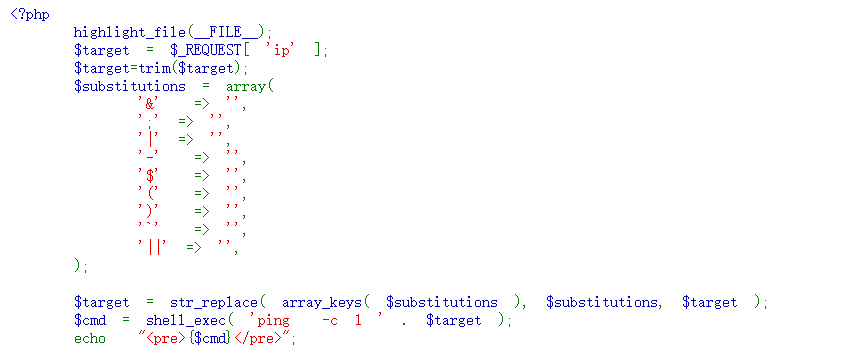 <?php
highlight_file(__FILE__);
$target = $_REQUEST[ 'ip' ];
$target=trim($target);
$substitutions = array(
'&' => '',
';' => '',
'|' => '',
'-' => '',
'$' => '',
'(' => '',
')' => '',
'`' => '',
'||' => '',
);
$target = str_replace( array_keys( $substitutions ), $substitutions, $target );
$cmd = shell_exec( 'ping -c 1 ' . $target );
echo "<pre>{$cmd}</pre>";